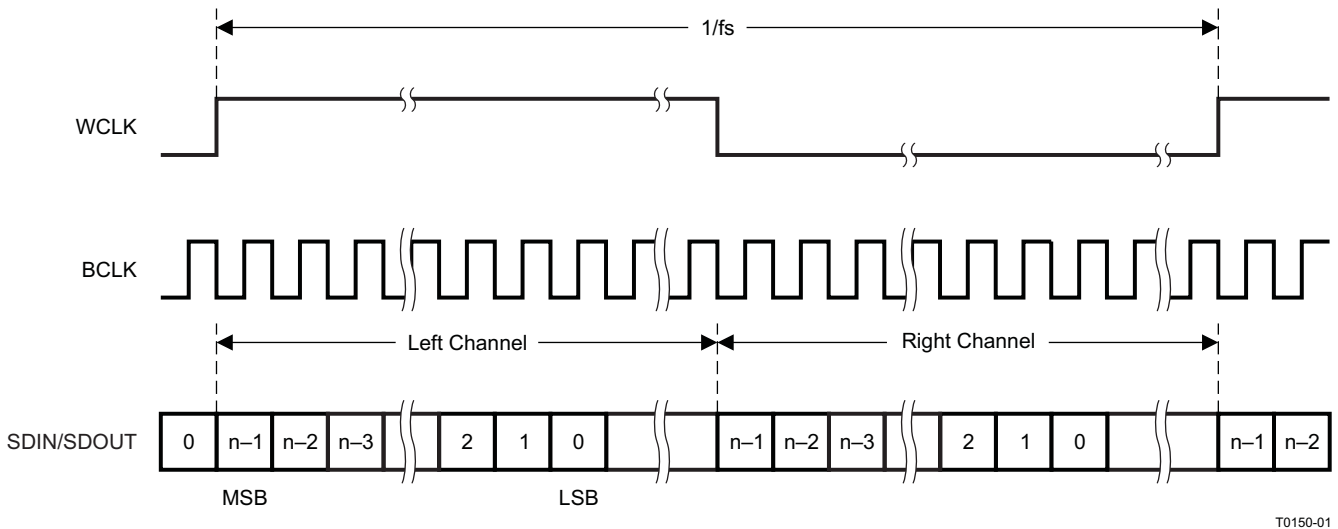 1/fs
WCLK
BCLK
Left Channel
Right Channel
SDIN/SDOUT 0 n–1 n–2 n–3 2 1 0 n–1 n–2 n–3 2 1 0 n–1 n–2
MSB LSB
T0150-01